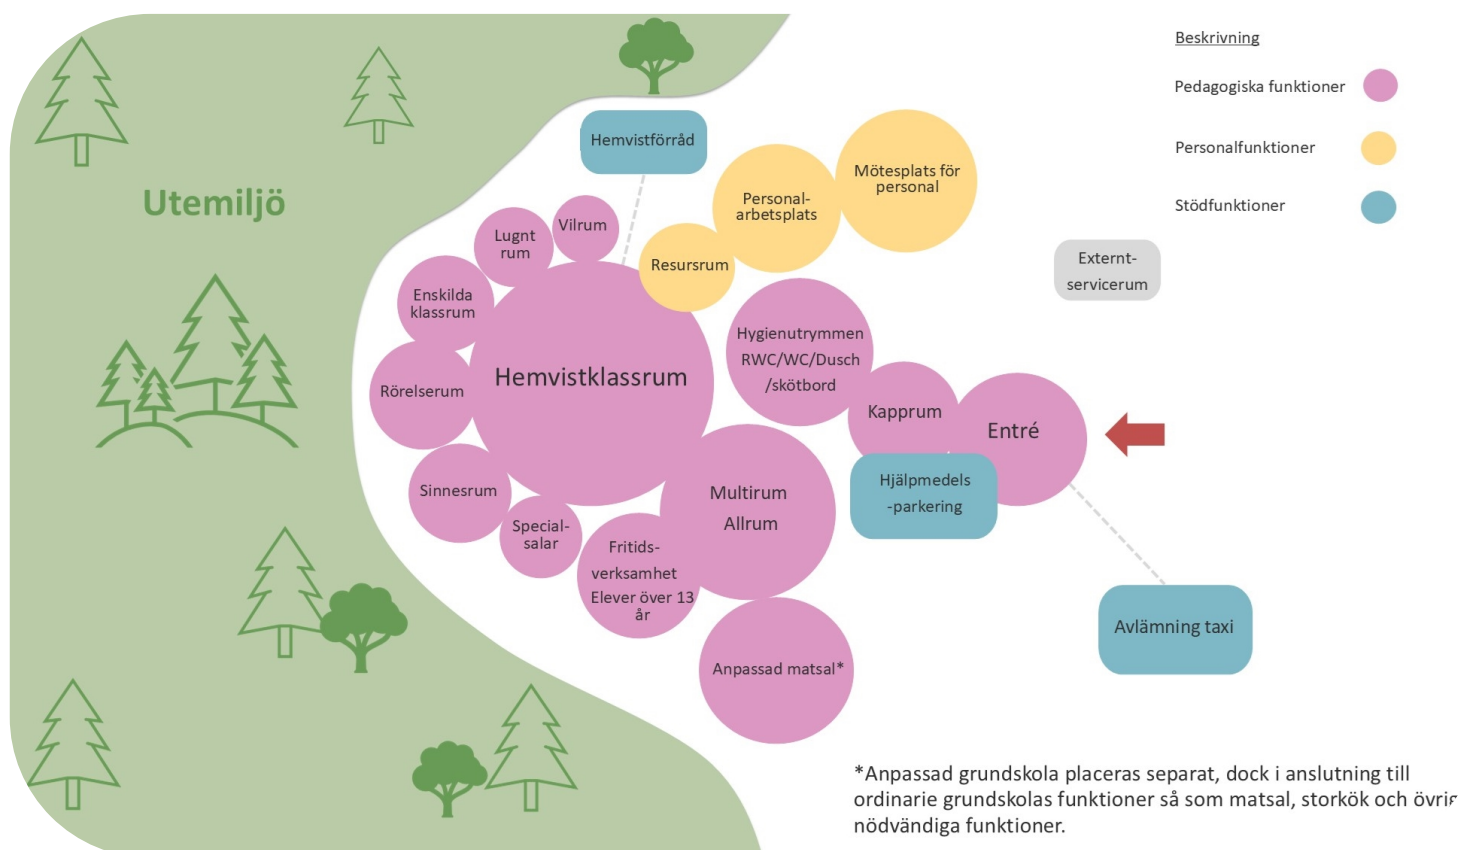 Beskrivning
Pedagogiska funktioner
Personalfunktioner
Stödfunktioner
Utemiljö
Hemvistförråd
Mötesplats för
personal
Personal-
arbetsplats
Resursrum
Vilrum
Lugnt
rum
Enskilda
klassrum
Rörelserum
Sinnesrum
Special-
salar
Hemvistklassrum
Fritids-
verksamhet
Elever över 13
år
Multirum
Allrum
Anpassad matsal*
Hygienutrymmen
RWC/WC/Dusch
/skötbord
Kapprum
Entré
Hjälpmedels
-parkering
Externt-
servicerum
Avlämning taxi
*Anpassad grundskola placeras separat, dock i anslutning till
ordinarie grundskolas funktioner så som matsal, storkök och
nödvändiga funktioner.